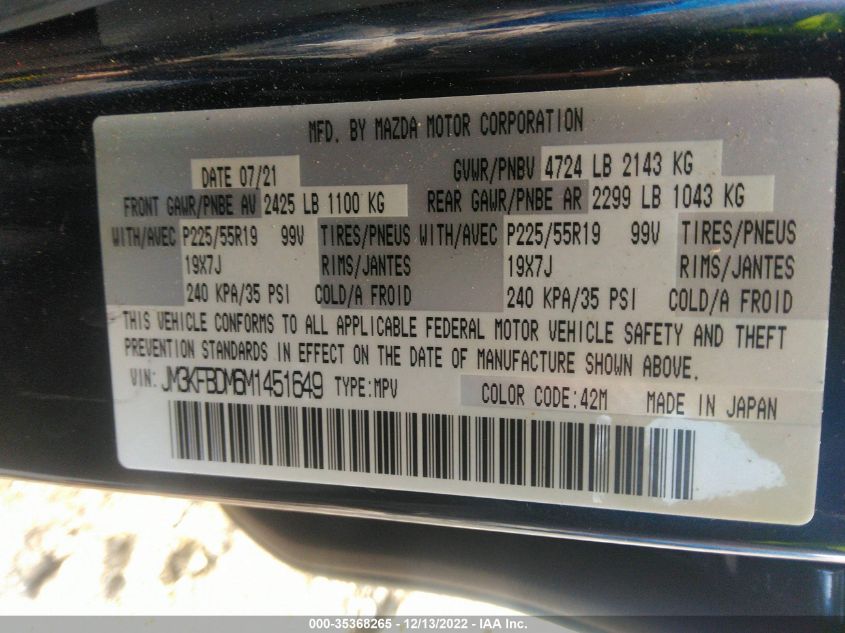 MFD. BY MAZDA MOTOR CORPORATION
DATE 07/21 GVWR/PNBV 4724 LB 2143 KG
FRONT GAWR/PNBE AV 2425 LB 1100 KG REAR GAWR/PNBE AR 2299 LB 1043 KG
WITH/AVEC P225/55R19 99V TIRES/PNEUS WITH/AVEC P225/55R19 99V TIRES/PNEUS
19X7J RIMS/JANTES 19X7J RIMS/JANTES
240 KPA/35 PSI COLD/A FROID 240 KPA/35 PSI COLD/A FROID
THIS VEHICLE CONFORMS TO ALL APPLICABLE FEDERAL MOTOR VEHICLE SAFETY AND THEFT
PREVENTION STANDARDS IN EFFECT ON THE DATE OF MANUFACTURE SHOWN ABOVE.
VIN: JM3KFBDM6M1451649 TYPE:MPV COLOR CODE:42M MADE IN JAPAN
000-35368265 - 12/13/2022 - IAA Inc.